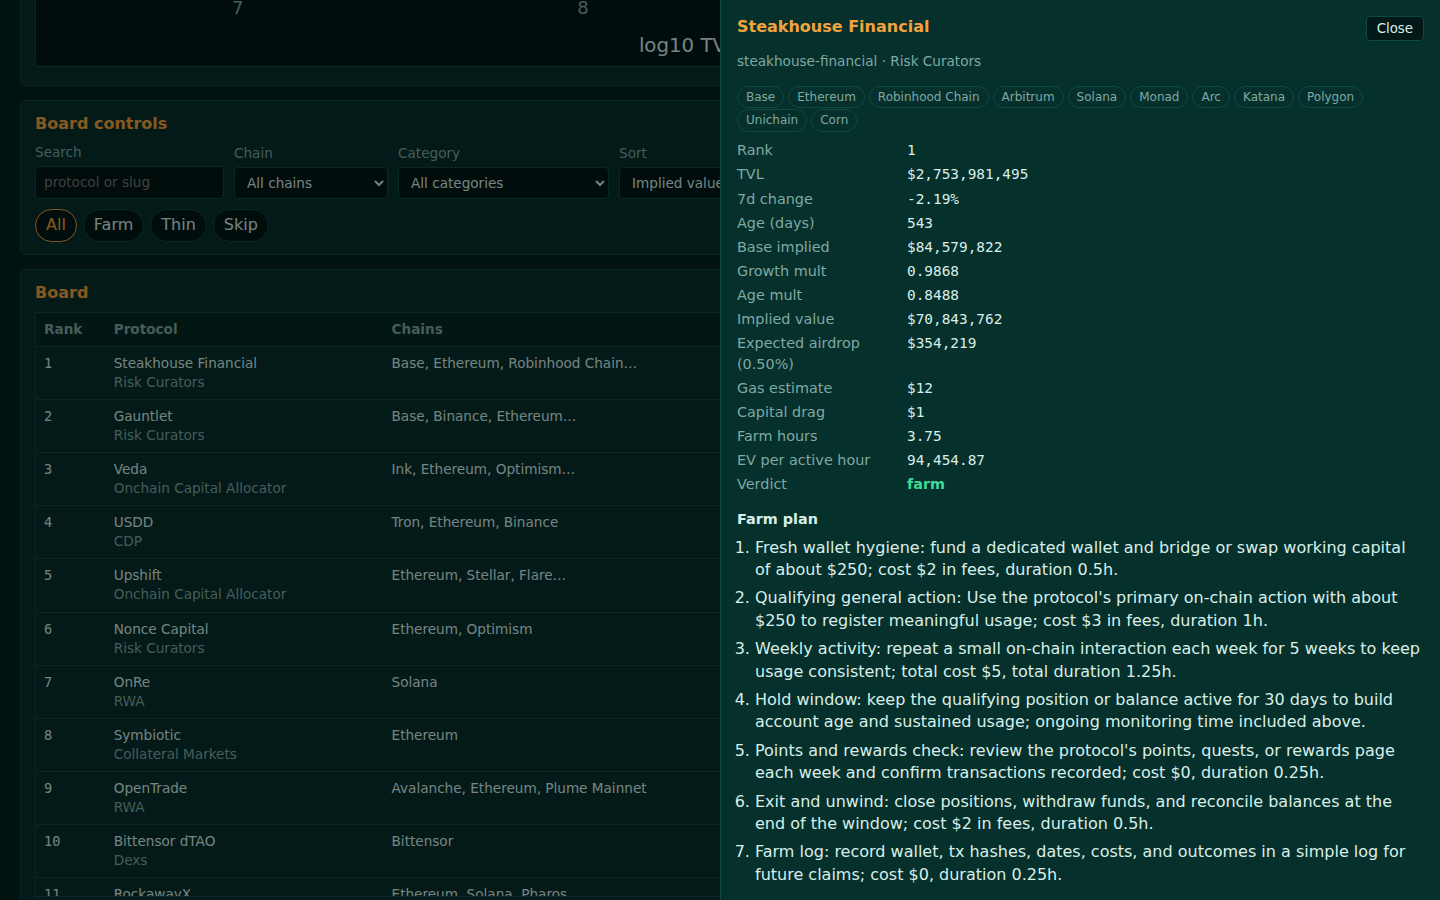 7
8
log10 TV
Board controls
Search
Chain
Category
Sort
protocol or slug
All chains
All categories
Implied value
All
Farm
Thin
Skip
Board
Rank Protocol Chains
1 Steakhouse Financial Base, Ethereum, Robinhood Chain…
Risk Curators
2 Gauntlet Base, Binance, Ethereum…
Risk Curators
3 Veda Ink, Ethereum, Optimism…
Onchain Capital Allocator
4 USDD Tron, Ethereum, Binance
CDP
5 Upshift Ethereum, Stellar, Flare…
Onchain Capital Allocator
6 Nonce Capital Ethereum, Optimism
Risk Curators
7 OnRe Solana
RWA
8 Symbiotic Ethereum
Collateral Markets
9 OpenTrade Avalanche, Ethereum, Plume Mainnet
RWA
10 Bittensor dTAO Bittensor
Dexs
11 RockawayX Ethereum, Solana, Pharos
Steakhouse Financial
Close
steakhouse-financial · Risk Curators
Base Ethereum Robinhood Chain Arbitrum Solana Monad Arc Katana Polygon
Unichain Corn
Rank 1
TVL $2,753,981,495
7d change -2.19%
Age (days) 543
Base implied $84,579,822
Growth mult 0.9868
Age mult 0.8488
Implied value $70,843,762
Expected airdrop $354,219
(0.50%)
Gas estimate $12
Capital drag $1
Farm hours 3.75
EV per active hour 94,454.87
Verdict farm
Farm plan
1. Fresh wallet hygiene: fund a dedicated wallet and bridge or swap working capital
of about $250; cost $2 in fees, duration 0.5h.
2. Qualifying general action: Use the protocol's primary on-chain action with about
$250 to register meaningful usage; cost $3 in fees, duration 1h.
3. Weekly activity: repeat a small on-chain interaction each week for 5 weeks to keep
usage consistent; total cost $5, total duration 1.25h.
4. Hold window: keep the qualifying position or balance active for 30 days to build
account age and sustained usage; ongoing monitoring time included above.
5. Points and rewards check: review the protocol's points, quests, or rewards page
each week and confirm transactions recorded; cost $0, duration 0.25h.
6. Exit and unwind: close positions, withdraw funds, and reconcile balances at the
end of the window; cost $2 in fees, duration 0.5h.
7. Farm log: record wallet, tx hashes, dates, costs, and outcomes in a simple log for
future claims; cost $0, duration 0.25h.